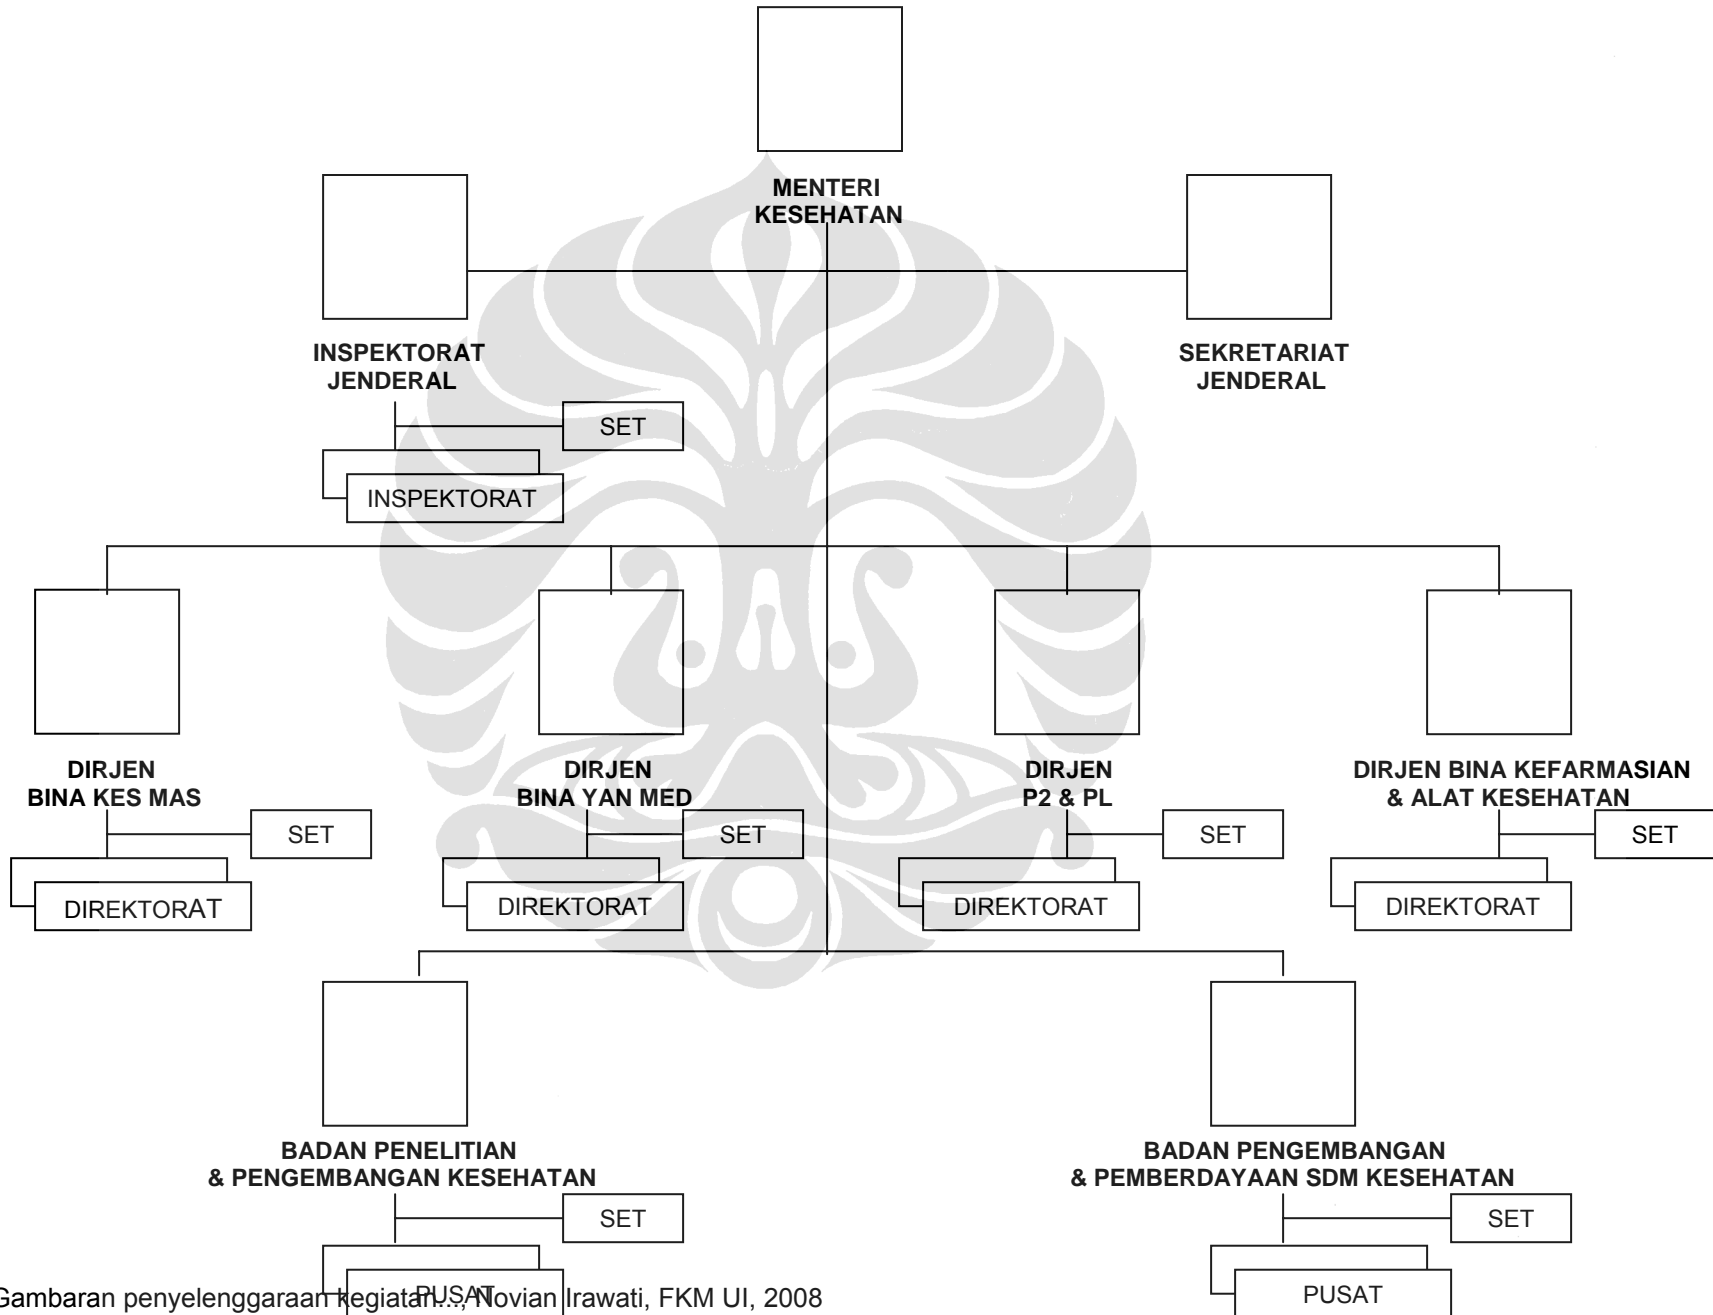 MENTERI
KESEHATAN
INSPEKTORAT
JENDERAL
SEKRETARIAT
JENDERAL
SET
INSPEKTORAT
DIRJEN
BINA KES MAS
SET
DIREKTORAT
DIRJEN
BINA YAN MED
SET
DIREKTORAT
DIRJEN
P2 & PL
SET
DIREKTORAT
DIRJEN BINA KEFARMASIAN
& ALAT KESEHATAN
SET
DIREKTORAT
BADAN PENELITIAN
& PENGEMBANGAN KESEHATAN
SET
PUSAT
BADAN PENGEMBANGAN
& PEMBERDAYAAN SDM KESEHATAN
SET
PUSAT
Gambaran penyelenggaraan kegiatan..., Novian Irawati, FKM UI, 2008